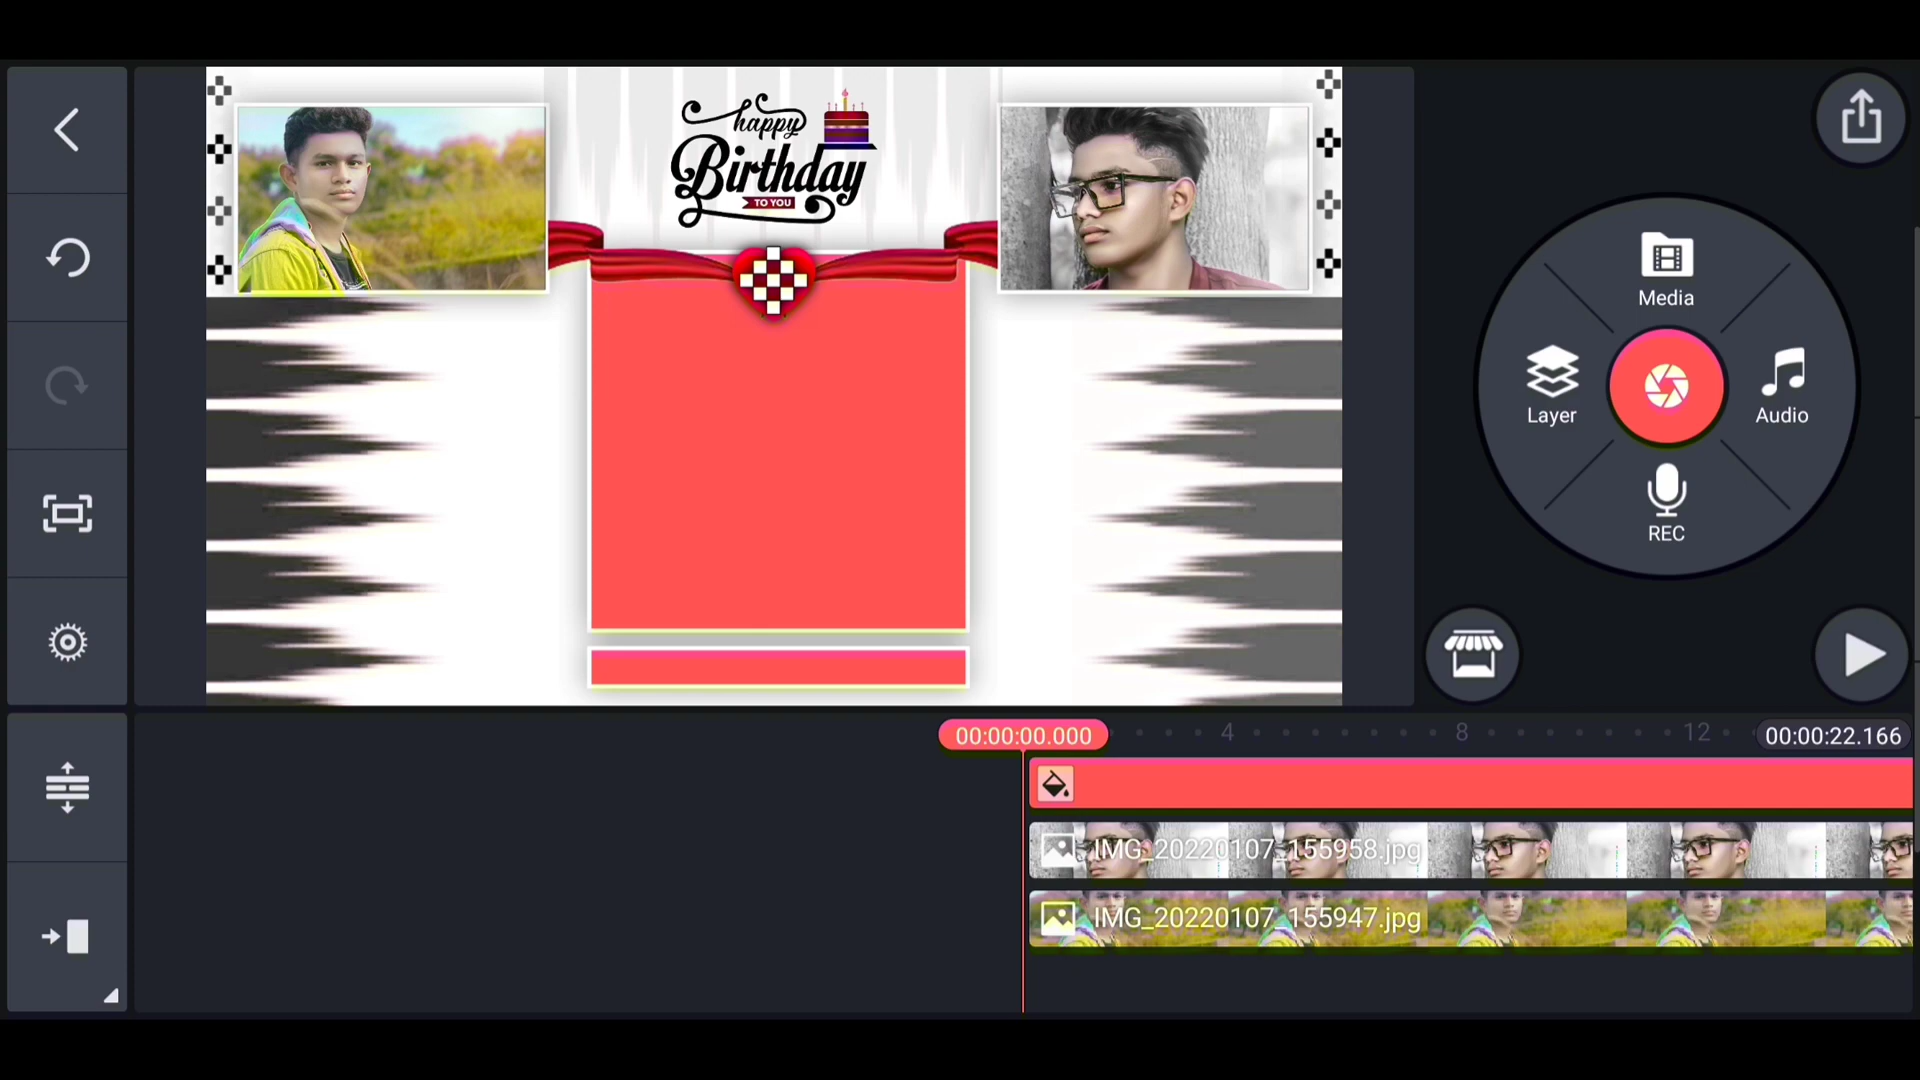 happy
Birthday
TO YOU
Media
Layer
Audio
REC
00:00:00.000
4
8
12
00:00:22.166
IMG_20220107_155958.jpg
IMG_20220107_155947.jpg